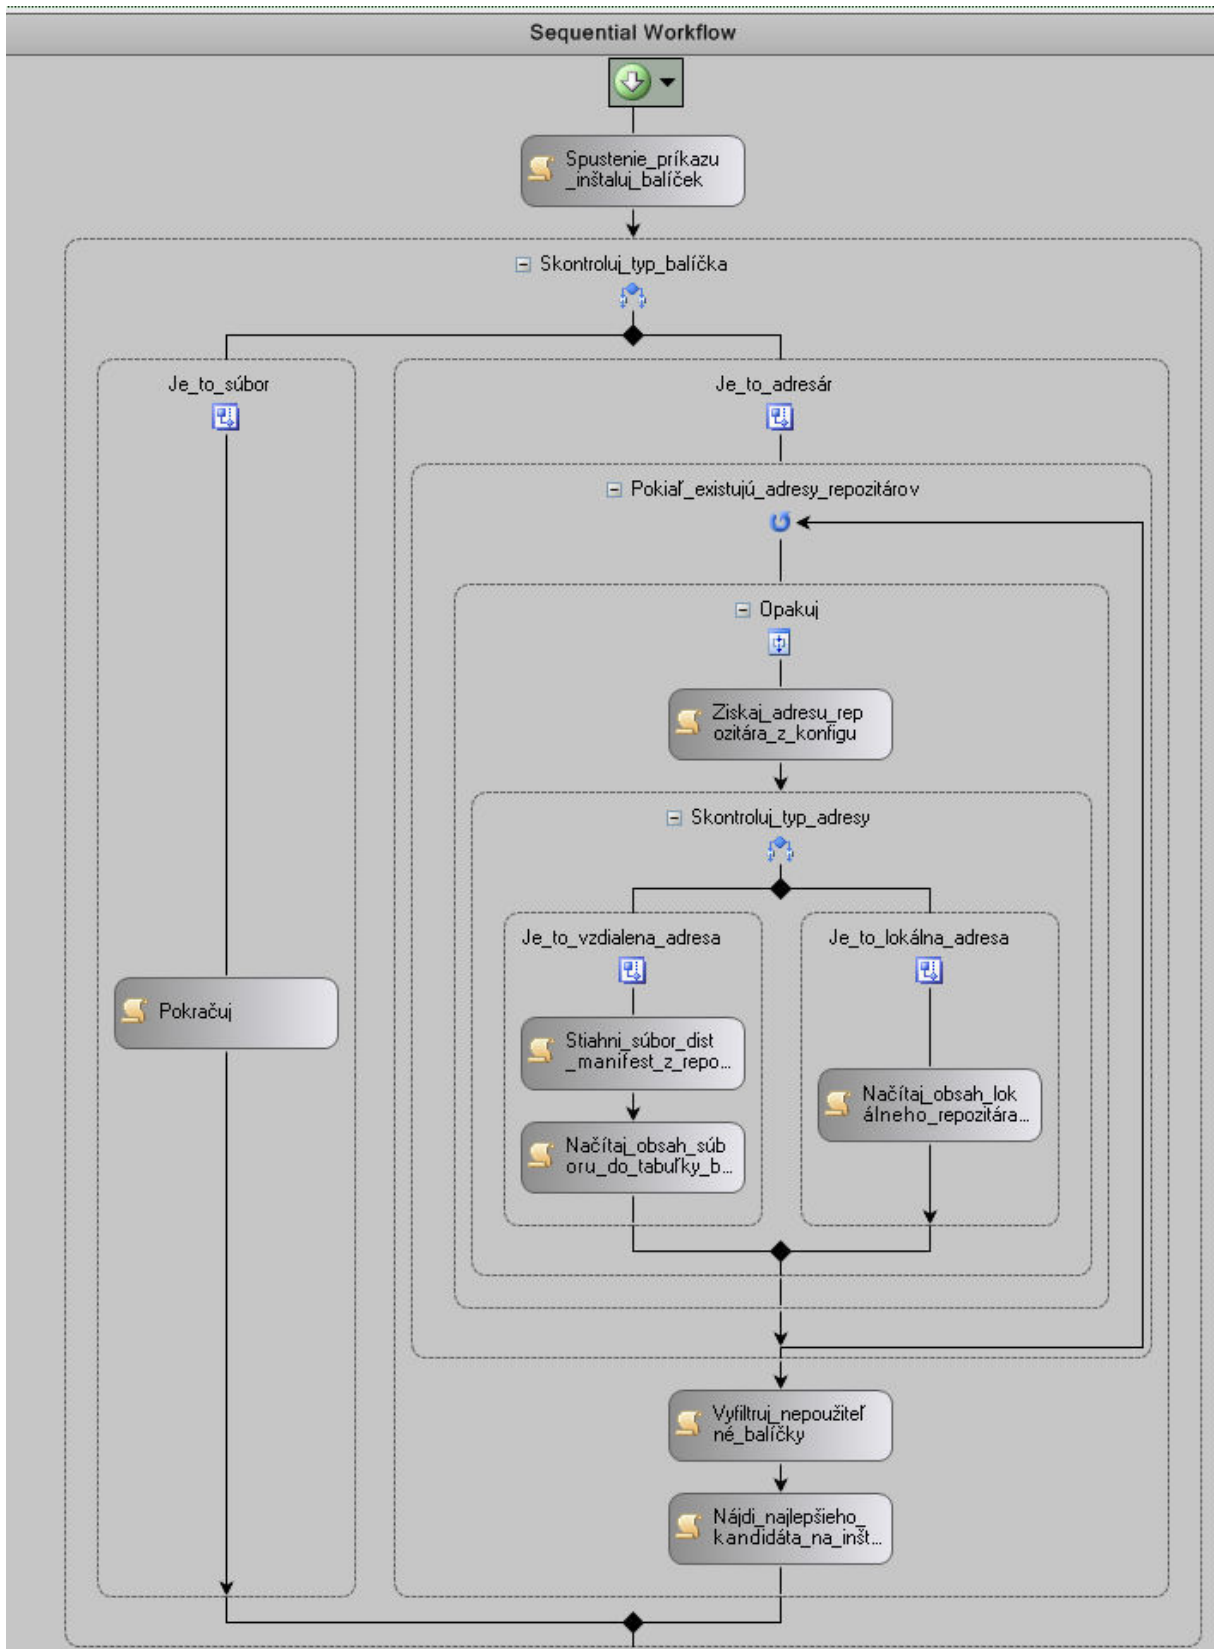 Sequential Workflow
Spustenie_príkazu
_inštaluj_balíček
Skontroluj_typ_balíčka
Je_to_súbor
Je_to_adresár
Pokiaľ_existujú_adresy_repozitárov
Opakuj
Ziskaj_adresu_rep
ozitára_z_konfigu
Skontroluj_typ_adresy
Je_to_vzdialena_adresa
Je_to_lokálna_adresa
Pokračuj
Stiahni_súbor_dist
_manifest_z_repo...
Načítaj_obsah_lok
álneho_repozitára...
Načítaj_obsah_súb
oru_do_tabuľky_b...
Vyfiltruj_nepoužiteľ
né_balíčky
Nájdi_najlepšieho_
kandidáta_na_inšt...